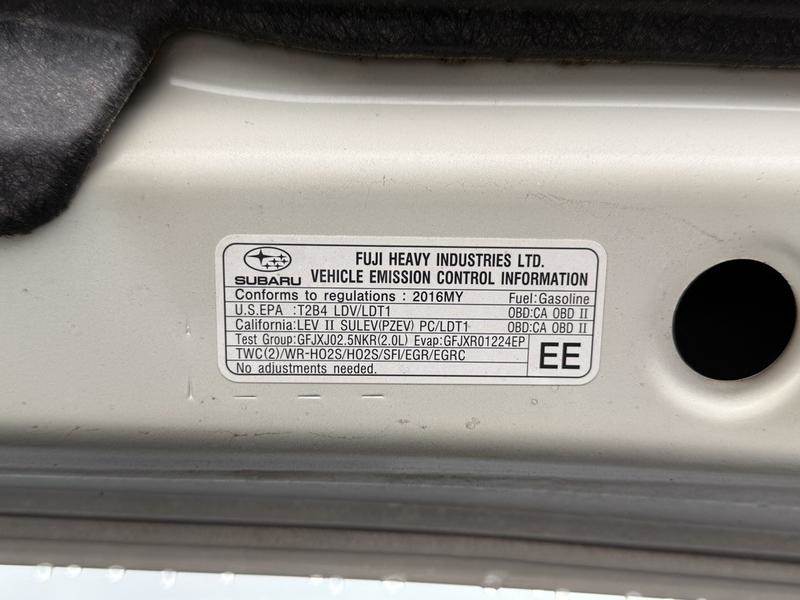 SUBARU
FUJI HEAVY INDUSTRIES LTD.
VEHICLE EMISSION CONTROL INFORMATION
Conforms to regulations : 2016MY Fuel:Gasoline
U.S.EPA :T2B4 LDV/LDT1 OBD:CA OBD II
California:LEV II SULEV(PZEV) PC/LDT1 OBD:CA OBD II
Test Group:GFJXJ02.5NKR(2.0L) Evap:GFJXR01224EP
TWC(2)/WR-HO2S/HO2S/SFI/EGR/EGRC
No adjustments needed.
EE